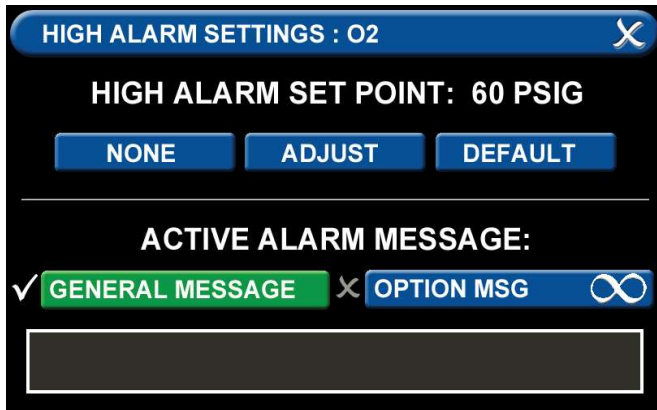 HIGH ALARM SETTINGS : O2
HIGH ALARM SET POINT: 60 PSIG
NONE ADJUST DEFAULT
ACTIVE ALARM MESSAGE:
GENERAL MESSAGE OPTION MSG